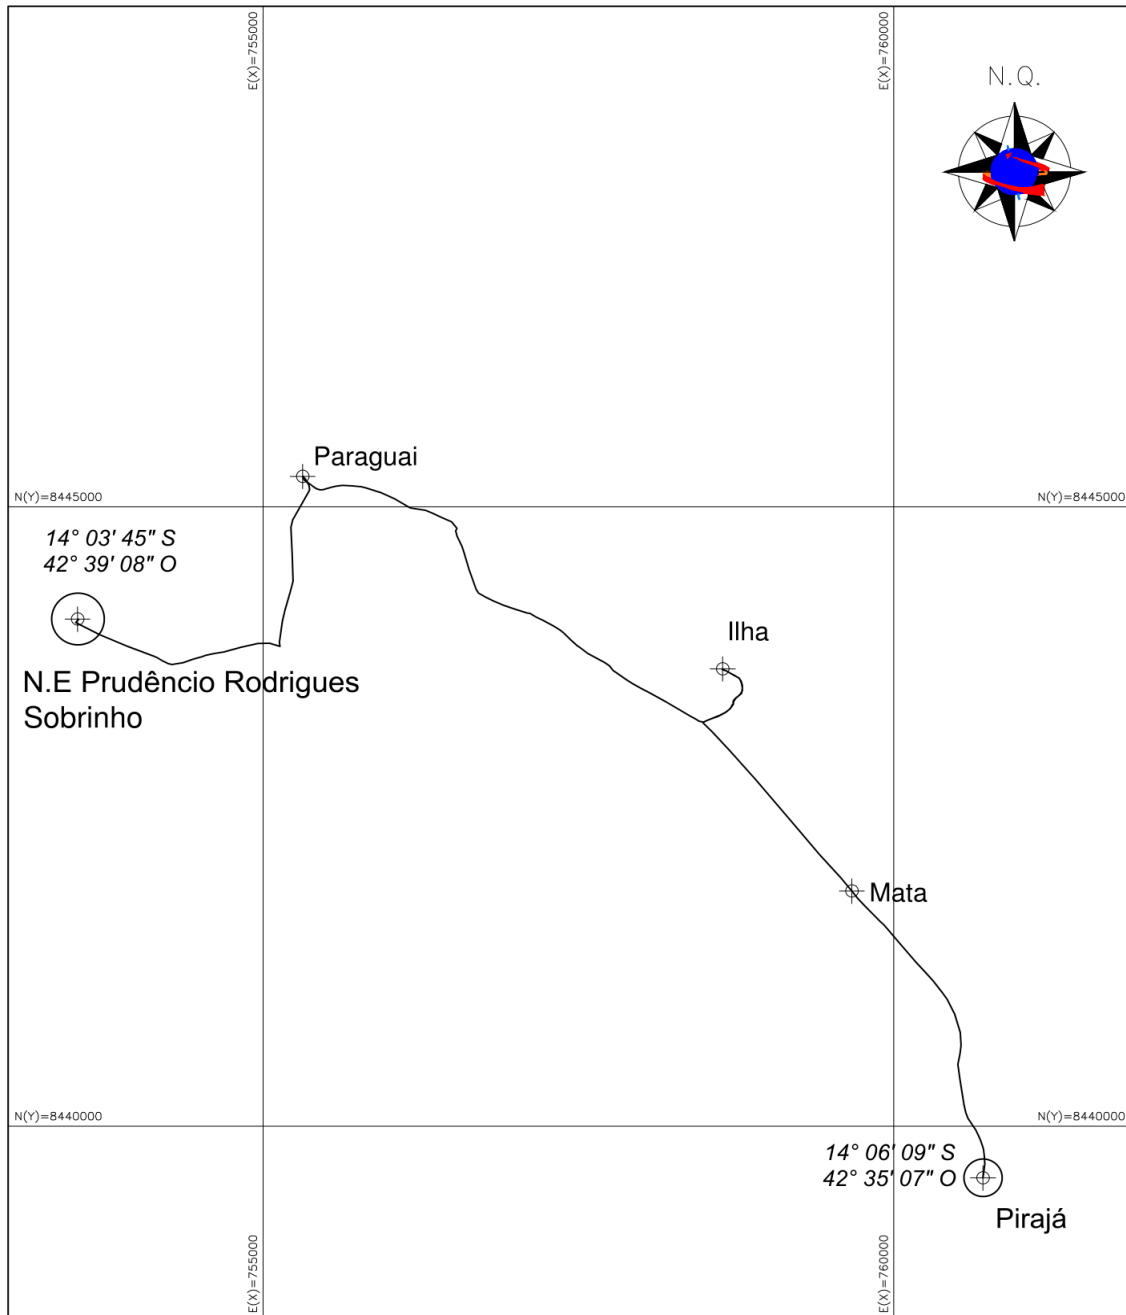 E(X)=755000
E(X)=760000
N.Q.
Paraguai
N(Y)=8445000
N(Y)=8445000
14° 03' 45" S
42° 39' 08" O
Ilha
N.E Prudêncio Rodrigues
Sobrinho
Mata
N(Y)=8440000
N(Y)=8440000
14° 06' 09" S
42° 35' 07" O
Pirajá
E(X)=755000
E(X)=760000